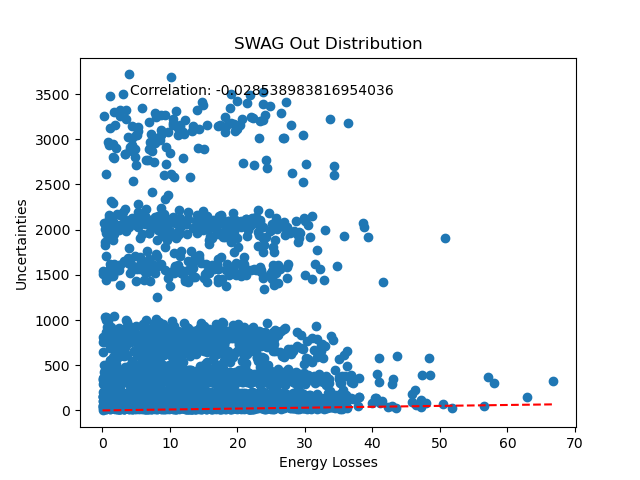 SWAG Out Distribution
Correlation: -0.028538983816954036
Uncertainties
3500
3000
2500
2000
1500
1000
500
0
0 10 20 30 40 50 60 70
Energy Losses